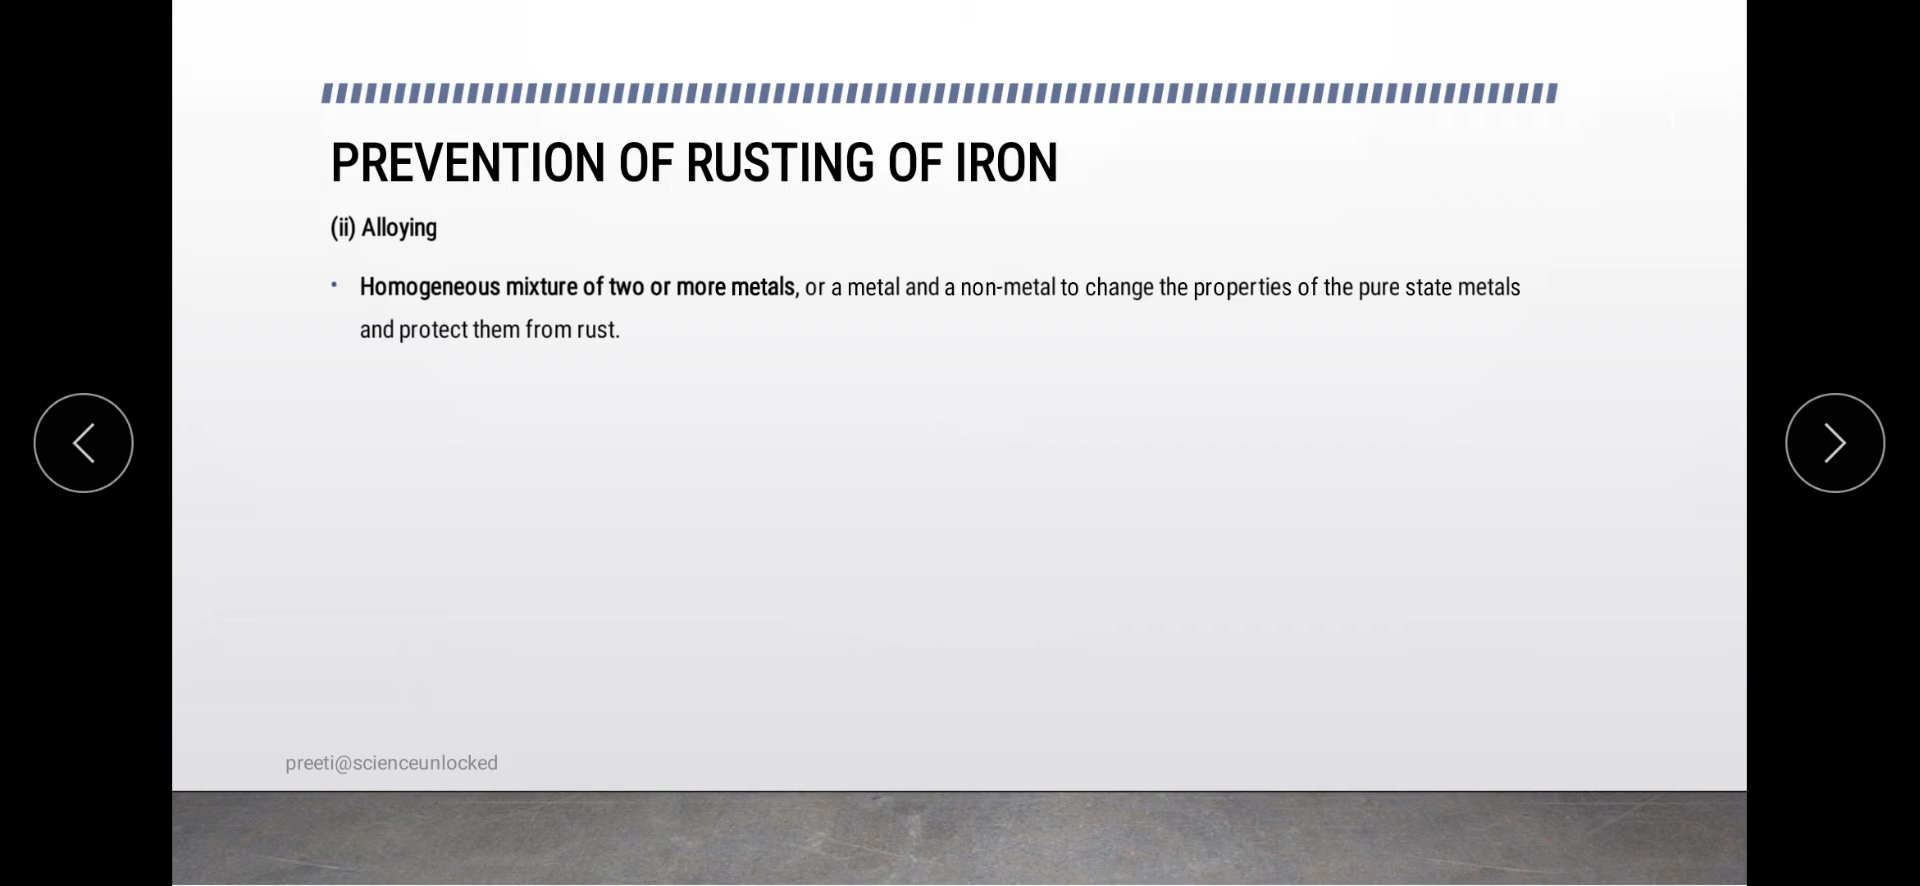 PREVENTION OF RUSTING OF IRON
(ii) Alloying
• Homogeneous mixture of two or more metals, or a metal and a non-metal to change the properties of the pure state metals
and protect them from rust.
preeti@scienceunlocked